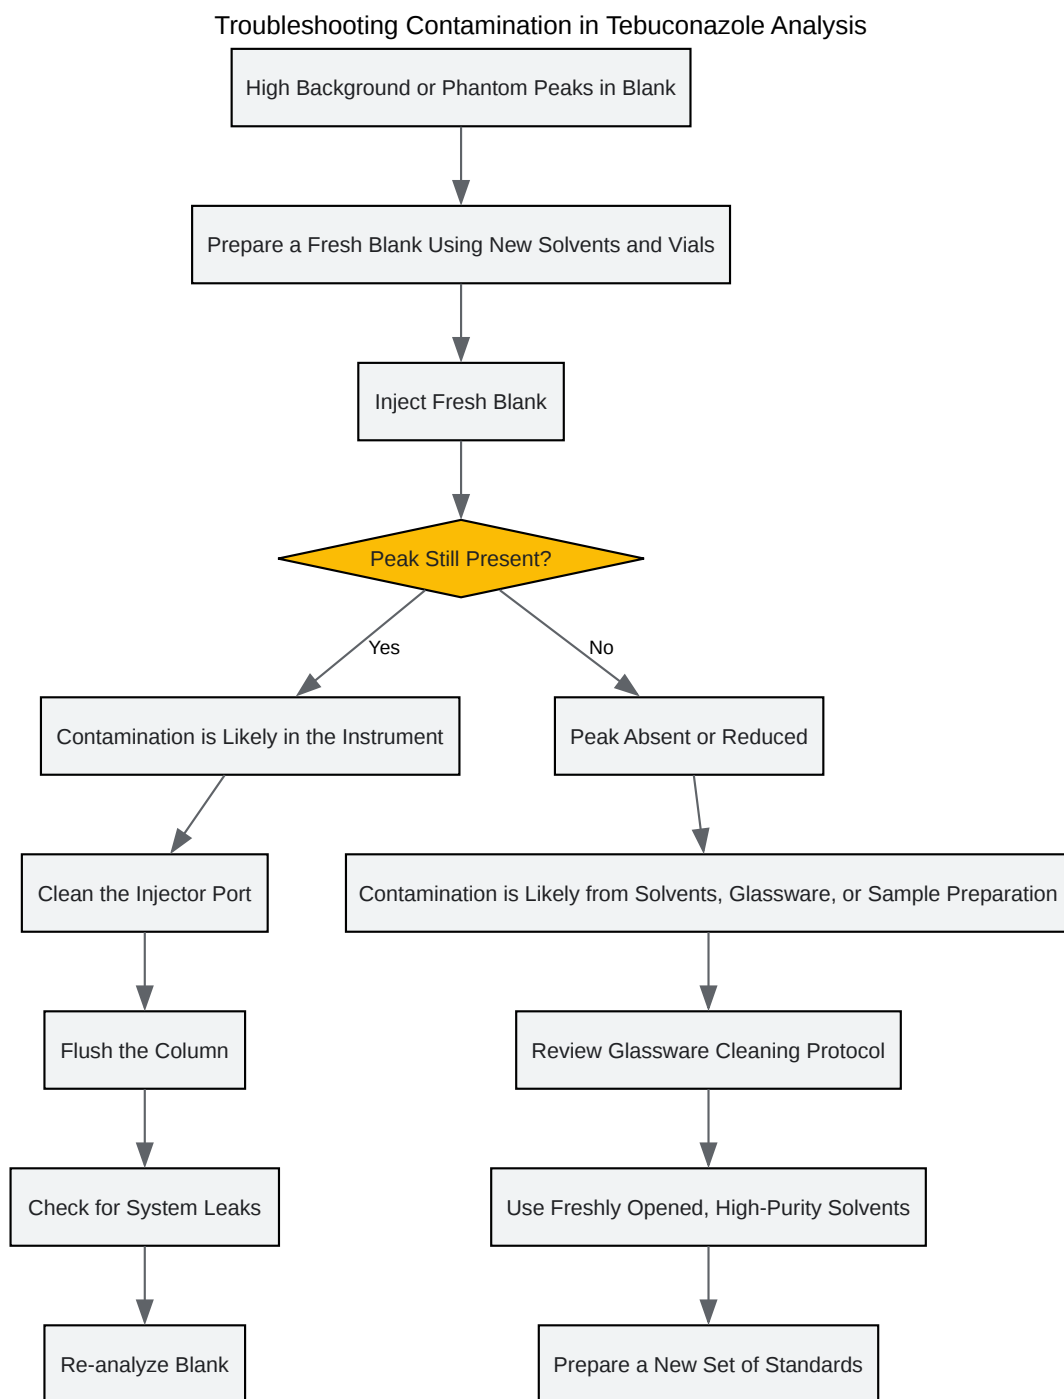 Troubleshooting Contamination in Tebuconazole Analysis
High Background or Phantom Peaks in Blank
Prepare a Fresh Blank Using New Solvents and Vials
Inject Fresh Blank
Peak Still Present?
Yes
No
Contamination is Likely in the Instrument
Peak Absent or Reduced
Clean the Injector Port
Contamination is Likely from Solvents, Glassware, or Sample Preparation
Flush the Column
Review Glassware Cleaning Protocol
Check for System Leaks
Use Freshly Opened, High-Purity Solvents
Re-analyze Blank
Prepare a New Set of Standards